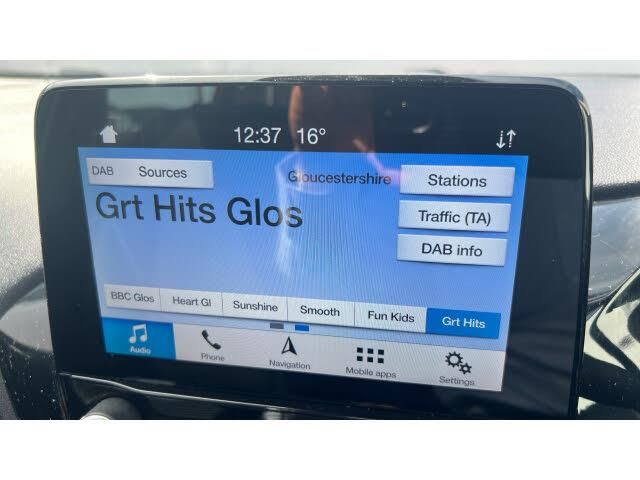 12:37 16°
DAB Sources
Gloucestershire
Stations
Grt Hits Glos
Traffic (TA)
DAB info
BBC Glos
Heart Gl
Sunshine
Smooth
Fun Kids
Grt Hits
Audio
Phone
Navigation
Mobile apps
Settings